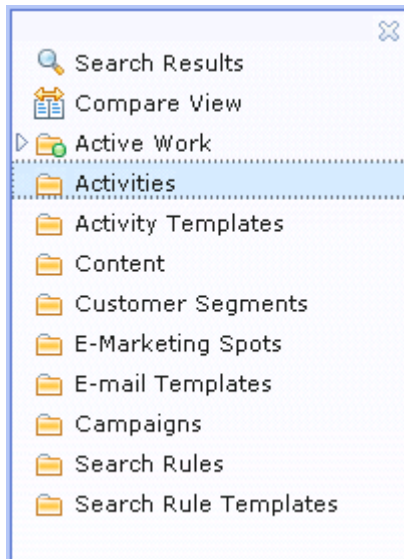 Search Results
Compare View
Active Work
Activities
Activity Templates
Content
Customer Segments
E-Marketing Spots
E-mail Templates
Campaigns
Search Rules
Search Rule Templates